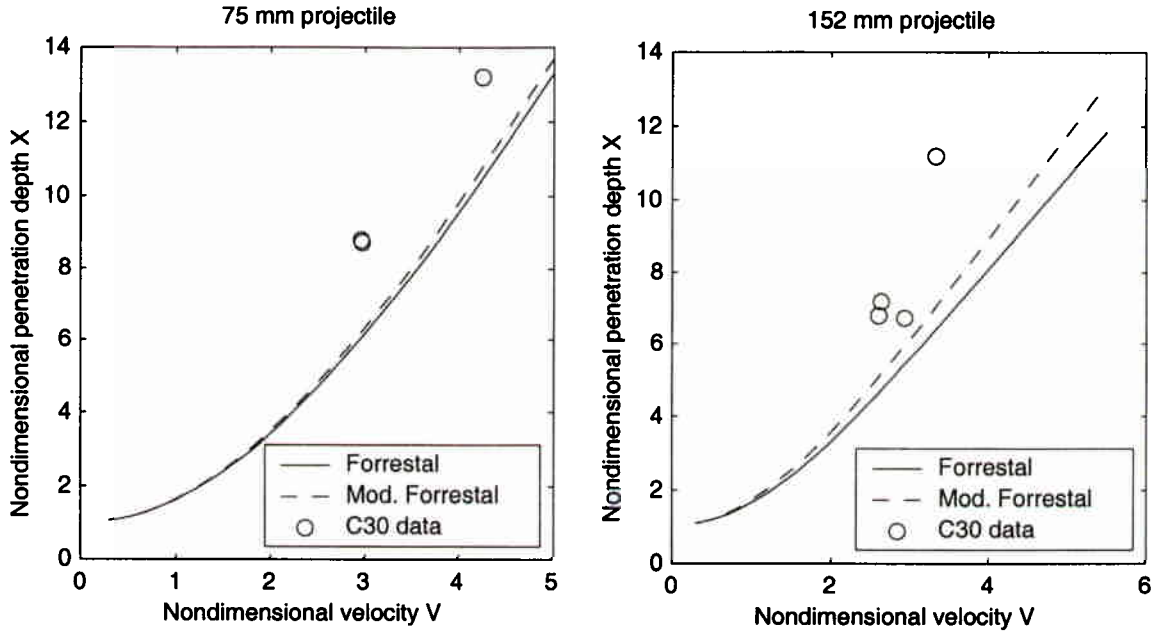 75 mm projectile
Nondimensional penetration depth X
14
12
10
8
6
4
2
0
0 1 2 3 4 5
Nondimensional velocity V
Forrestal
Mod. Forrestal
C30 data
152 mm projectile
Nondimensional penetration depth X
14
12
10
8
6
4
2
0
0 2 4 6
Nondimensional velocity V
Forrestal
Mod. Forrestal
C30 data